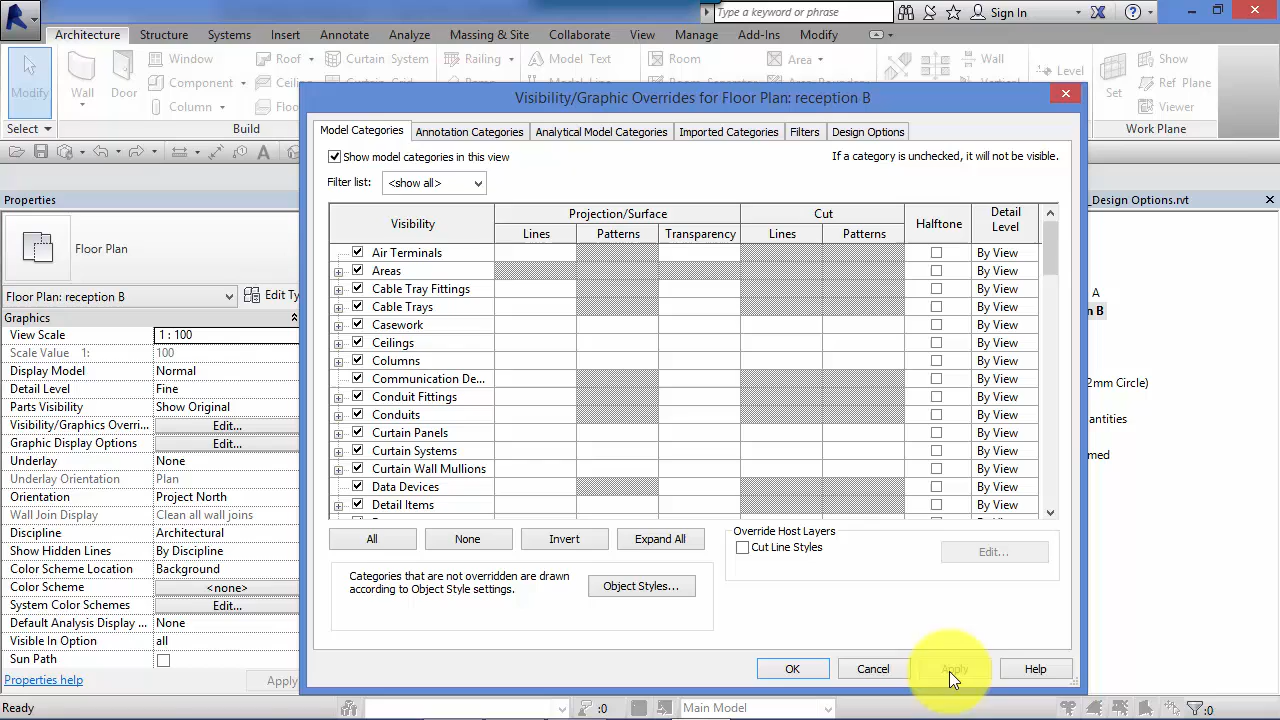 Type a keyword or phrase
Sign In
Architecture Structure Systems Insert Annotate Analyze Massing & Site Collaborate View Manage Add-Ins Modify
Modify Wall Door Window Component Column Roof Curtain System Railing Model Text Room Area Wall Level Set Show Ref Plane Viewer
Select Build Work Plane
Visibility/Graphic Overrides for Floor Plan: reception B
Model Categories Annotation Categories Analytical Model Categories Imported Categories Filters Design Options
Show model categories in this view
If a category is unchecked, it will not be visible.
Filter list: <show all>
Visibility Projection/Surface Cut Halftone Detail Level
Lines Patterns Transparency Lines Patterns
Air Terminals By View
Areas By View
Cable Tray Fittings By View
Cable Trays By View
Casework By View
Ceilings By View
Columns By View
Communication De... By View
Conduit Fittings By View
Conduits By View
Curtain Panels By View
Curtain Systems By View
Curtain Wall Mullions By View
Data Devices By View
Detail Items By View
All None Invert Expand All
Override Host Layers
Cut Line Styles Edit...
Categories that are not overridden are drawn
according to Object Style settings.
Object Styles...
OK Cancel Apply Help
Properties
Floor Plan
Floor Plan: reception B Edit Ty
Graphics
View Scale 1 : 100
Scale Value 1: 100
Display Model Normal
Detail Level Fine
Parts Visibility Show Original
Visibility/Graphics Overri... Edit...
Graphic Display Options Edit...
Underlay None
Underlay Orientation Plan
Orientation Project North
Wall Join Display Clean all wall joins
Discipline Architectural
Show Hidden Lines By Discipline
Color Scheme Location Background
Color Scheme <none>
System Color Schemes Edit...
Default Analysis Display ... None
Visible In Option all
Sun Path
Properties help Apply
_Design Options.rvt
A
n B
2mm Circle)
antities
med
Ready :0 Main Model :0